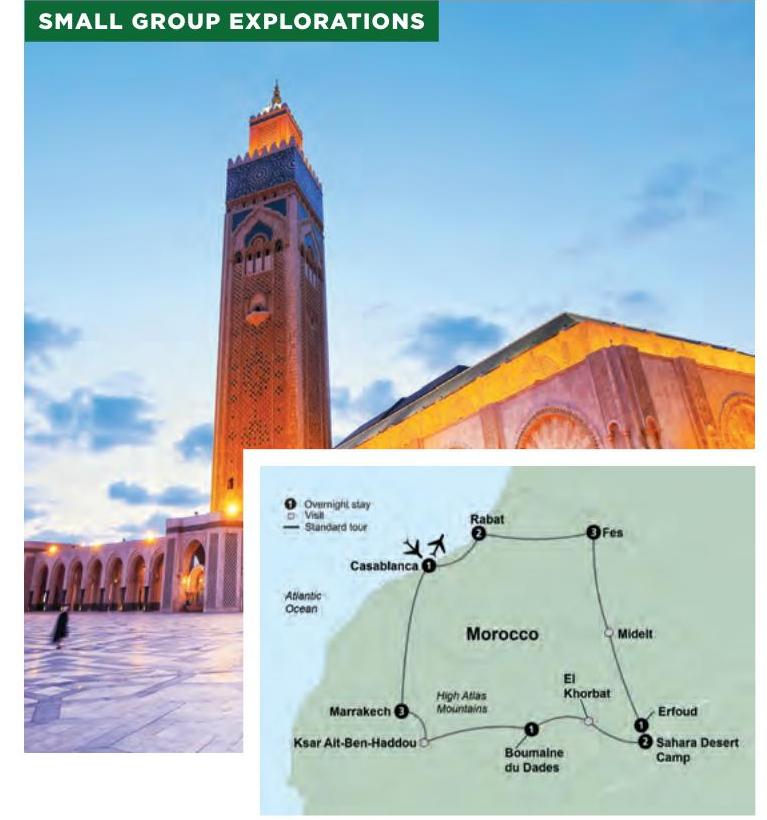 SMALL GROUP EXPLORATIONS
1 Overnight stay
Visit
Standard tour
Rabat
2
3 Fes
Casablanca 1
Atlantic
Ocean
Morocco
Midelt
El
Khorbat
High Atlas
Mountains
Marrakech 3
1 Erfoud
Ksar Ait-Ben-Haddou
1
2 Sahara Desert
Camp
Boumalne
du Dades